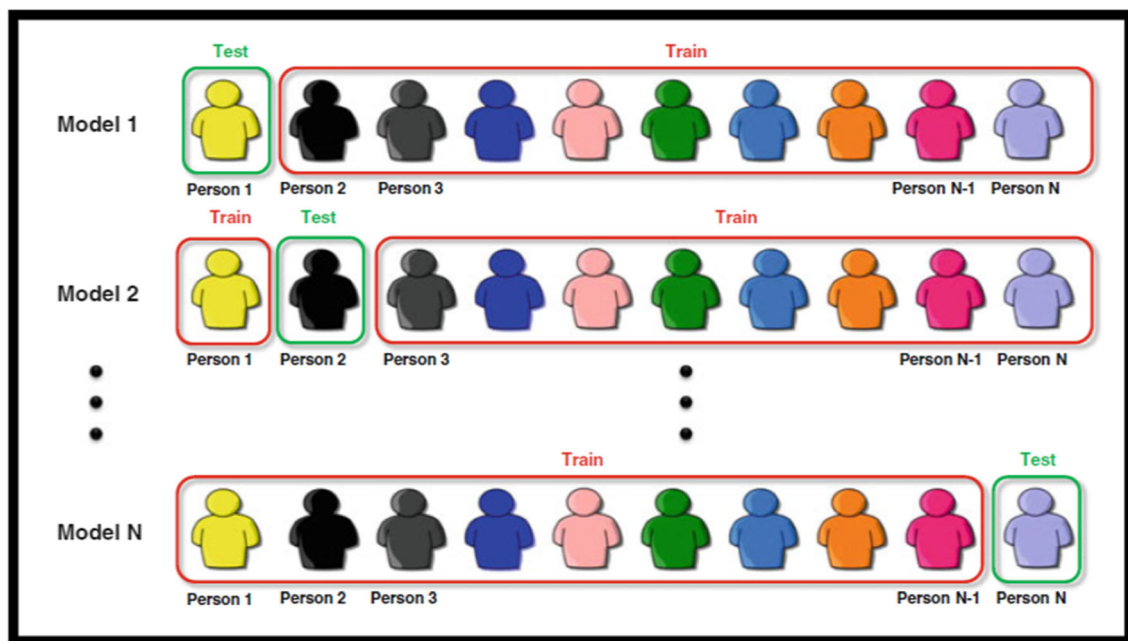 Test Train
Model 1
Person 1 Person 2 Person 3 Person N-1 Person N
Train Test Train
Model 2
Person 1 Person 2 Person 3 Person N-1 Person N
Train Test
Model N
Person 1 Person 2 Person 3 Person N-1 Person N